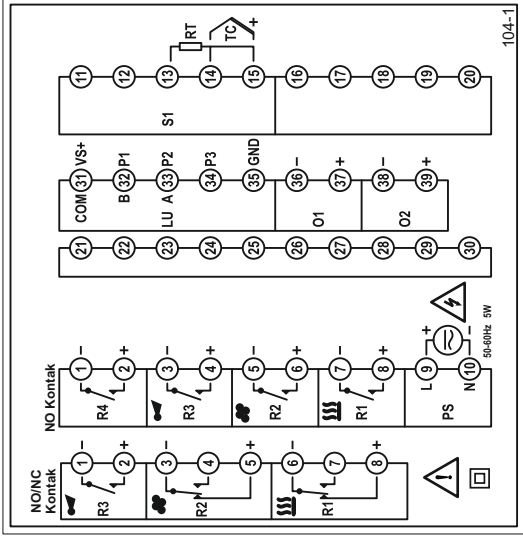 11 12 13 14 15 16 17 18 19 20
S1
RT
TC
+
104-1
31 32 33 34 35 36 37 38 39
VS+ P1 P2 P3 GND − + − +
COM B A
LU
O1
O2
21 22 23 24 25 26 27 28 29 30
NO Kontak
1 2 3 4 5 6 7 8 9 10
− + − + − + − + L N
R4
R3
R2
R1
PS
+ −
50-60Hz 5W
NO/NC
Kontak
1 2 3 4 5 6 7 8
− + − + − +
R3
R2
R1